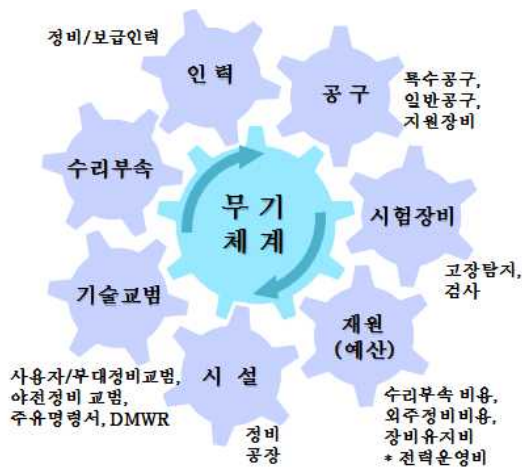 정비/보급인력
인 력
공 구
특수공구,
일반공구,
지원장비
수리부속
무 기
체 계
시험장비
고장탐지,
검사
기술교범
재원
(예산)
사용자/부대정비교범,
야전정비 교범,
주유명령서, DMWR
시 설
정비
공장
수리부속 비용,
외주정비비용,
장비유지비
* 전력운영비